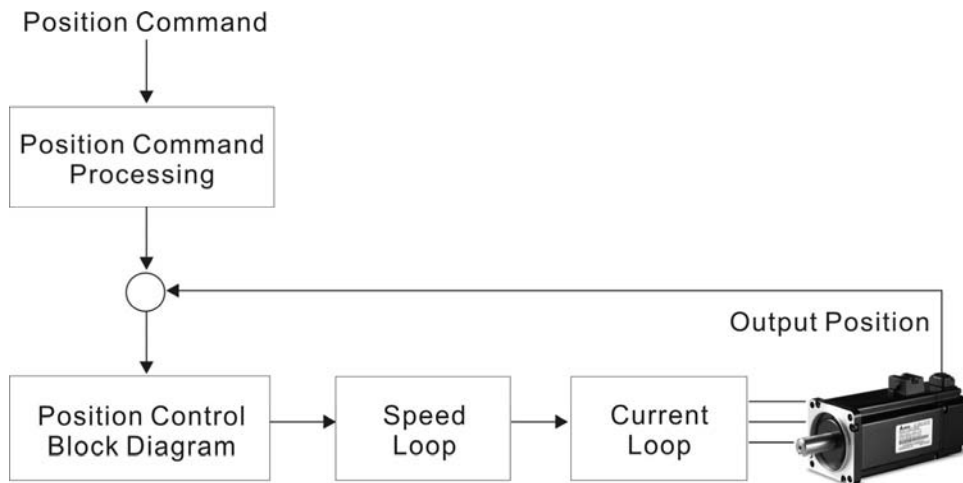 Position Command
Position Command
Processing
Output Position
Position Control
Block Diagram
Speed
Loop
Current
Loop